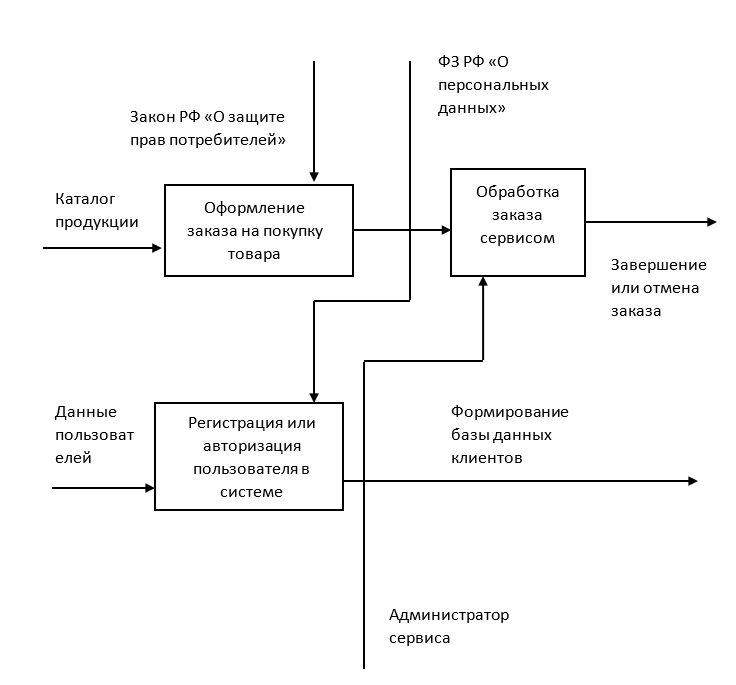 ФЗ РФ «О
персональных
данных»
Закон РФ «О защите
прав потребителей»
Каталог
продукции
Оформление
заказа на покупку
товара
Обработка
заказа
сервисом
Завершение
или отмена
заказа
Данные
пользоват
елей
Регистрация или
авторизация
пользователя в
системе
Формирование
базы данных
клиентов
Администратор
сервиса